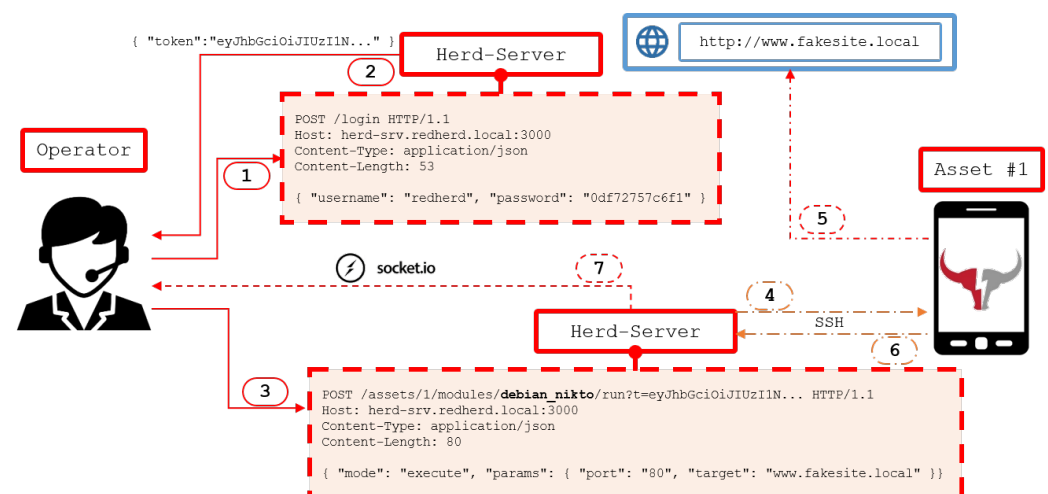 { "token":"eyJhbGciOiJIUzI1N..." }
Herd-Server
http://www.fakesite.local
2
POST /login HTTP/1.1
Host: herd-srv.redherd.local:3000
Content-Type: application/json
Content-Length: 53
{ "username": "redherd", "password": "0df72757c6f1" }
Operator
1
Asset #1
5
socket.io
7
4
Herd-Server
SSH
6
3
POST /assets/1/modules/debian_nikto/run?t=eyJhbGciOiJIUzI1N... HTTP/1.1
Host: herd-srv.redherd.local:3000
Content-Type: application/json
Content-Length: 80
{ "mode": "execute", "params": { "port": "80", "target": "www.fakesite.local" }}